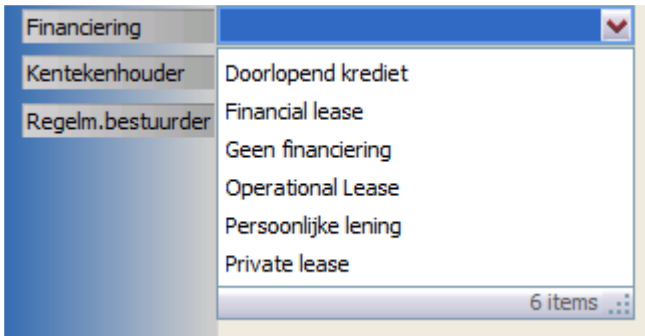 Financiering
Kentekenhouder
Regelm.bestuurder
Doorlopend krediet
Financial lease
Geen financiering
Operational Lease
Persoonlijke lening
Private lease
6 items